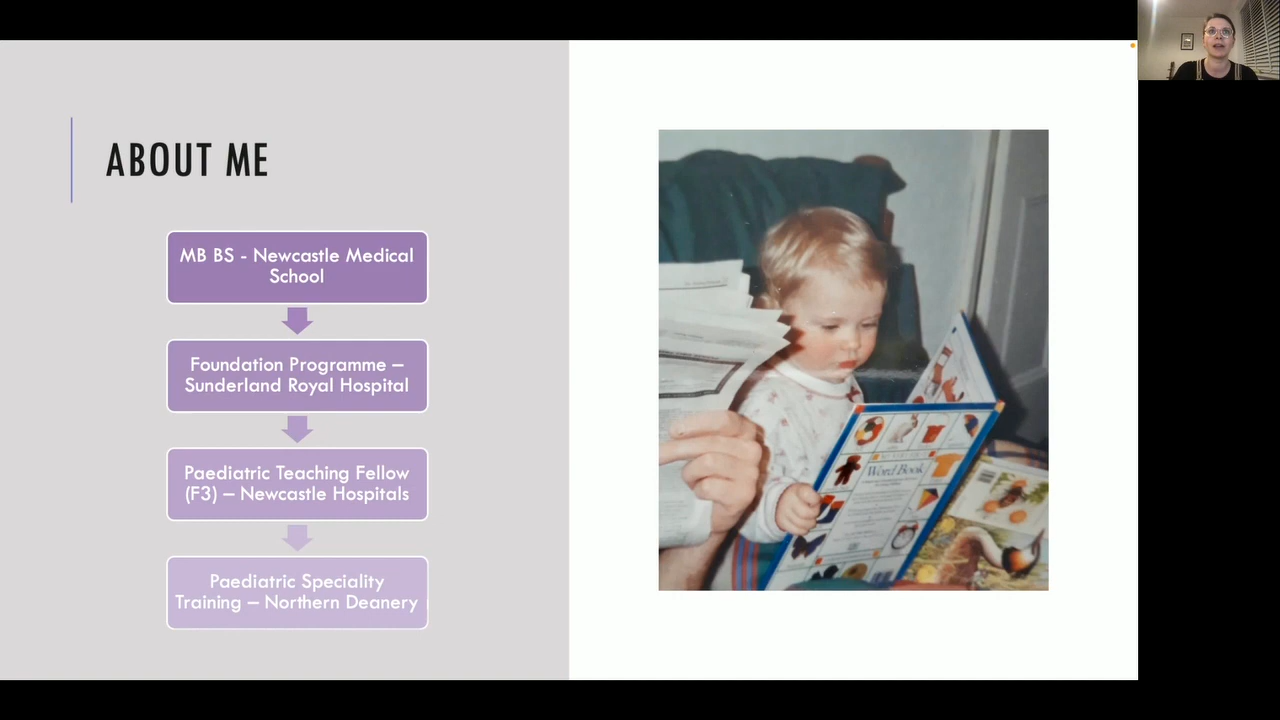 ABOUT ME
MB BS - Newcastle Medical
School
Foundation Programme –
Sunderland Royal Hospital
Paediatric Teaching Fellow
(F3) – Newcastle Hospitals
Paediatric Speciality
Training – Northern Deanery
Word Book